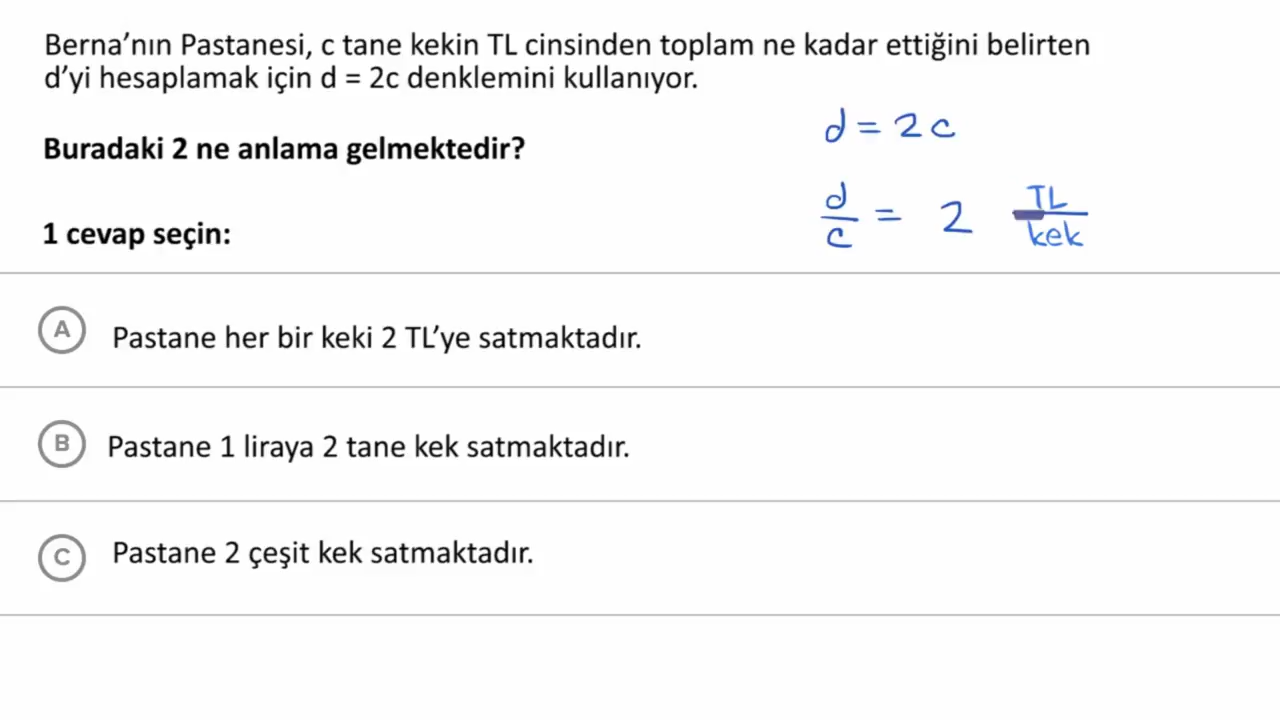 Berna’nın Pastanesi, c tane kekin TL cinsinden toplam ne kadar ettiğini belirten
d’yi hesaplamak için d = 2c denklemini kullanıyor.
d = 2c
Buradaki 2 ne anlama gelmektedir?
d/c = 2 TL/kek
1 cevap seçin:
A Pastane her bir keki 2 TL’ye satmaktadır.
B Pastane 1 liraya 2 tane kek satmaktadır.
C Pastane 2 çeşit kek satmaktadır.